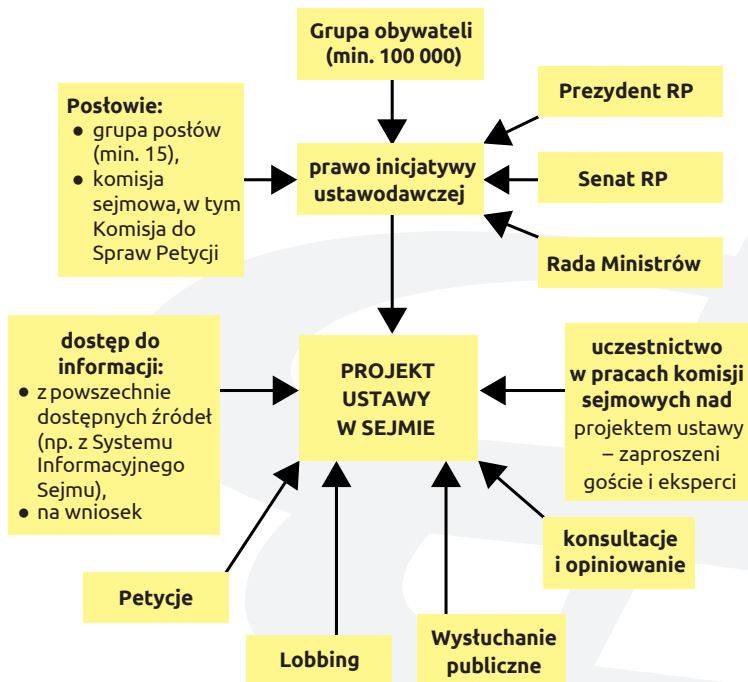 Grupa obywateli
(min. 100 000)
Posłowie:
● grupa posłów
(min. 15),
● komisja
sejmowa, w tym
Komisja do
Spraw Petycji
prawo inicjatywy
ustawodawczej
Prezydent RP
Senat RP
Rada Ministrów
dostęp do
informacji:
● z powszechnie
dostępnych źródeł
(np. z Systemu
Informacyjnego
Sejmu),
● na wniosek
PROJEKT
USTAWY
W SEJMIE
uczestnictwo
w pracach komisji
sejmowych nad
projektem ustawy
– zaproszeni
goście i eksperci
Petycje
Lobbing
Wysłuchanie
publiczne
konsultacje
i opiniowanie